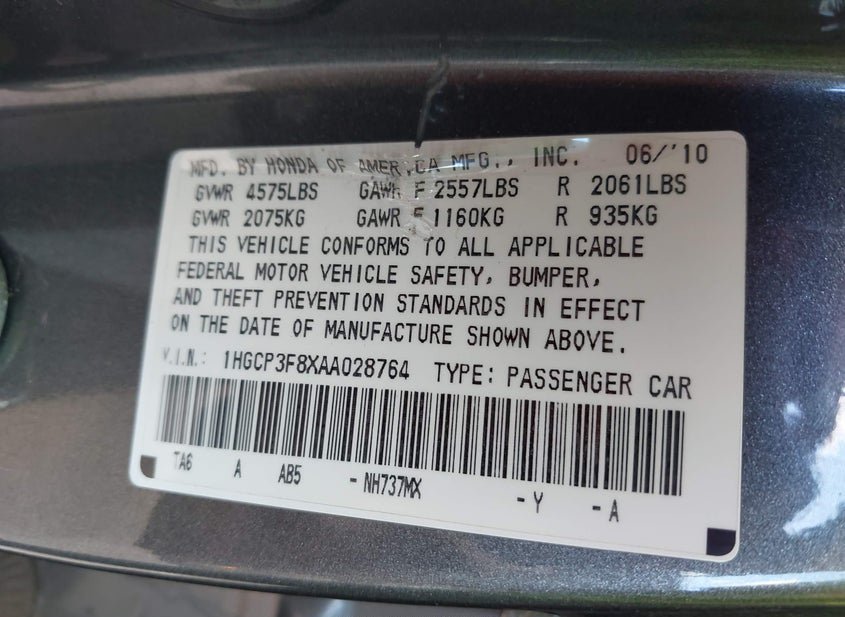 MFD. BY HONDA OF AMERICA MFG., INC. 06/'10
GVWR 4575LBS GAWR F 2557LBS R 2061LBS
GVWR 2075KG GAWR F 1160KG R 935KG
THIS VEHICLE CONFORMS TO ALL APPLICABLE
FEDERAL MOTOR VEHICLE SAFETY, BUMPER,
AND THEFT PREVENTION STANDARDS IN EFFECT
ON THE DATE OF MANUFACTURE SHOWN ABOVE.
V.I.N.: 1HGCP3F8XAA028764 TYPE: PASSENGER CAR
TA6 A AB5 - NH737MX - Y - A